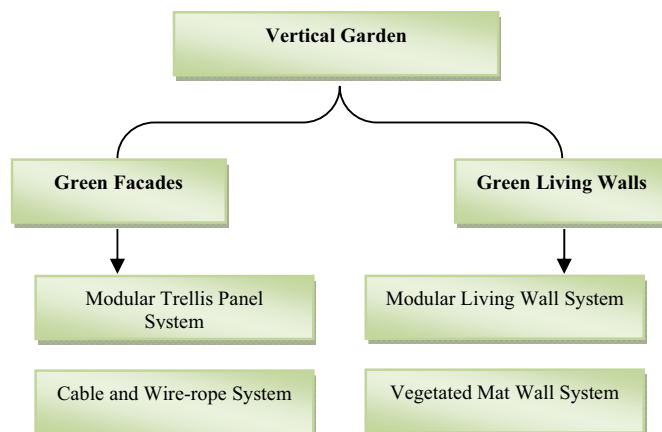 Vertical Garden
Green Facades
Green Living Walls
Modular Trellis Panel
System
Modular Living Wall System
Cable and Wire-rope System
Vegetated Mat Wall System